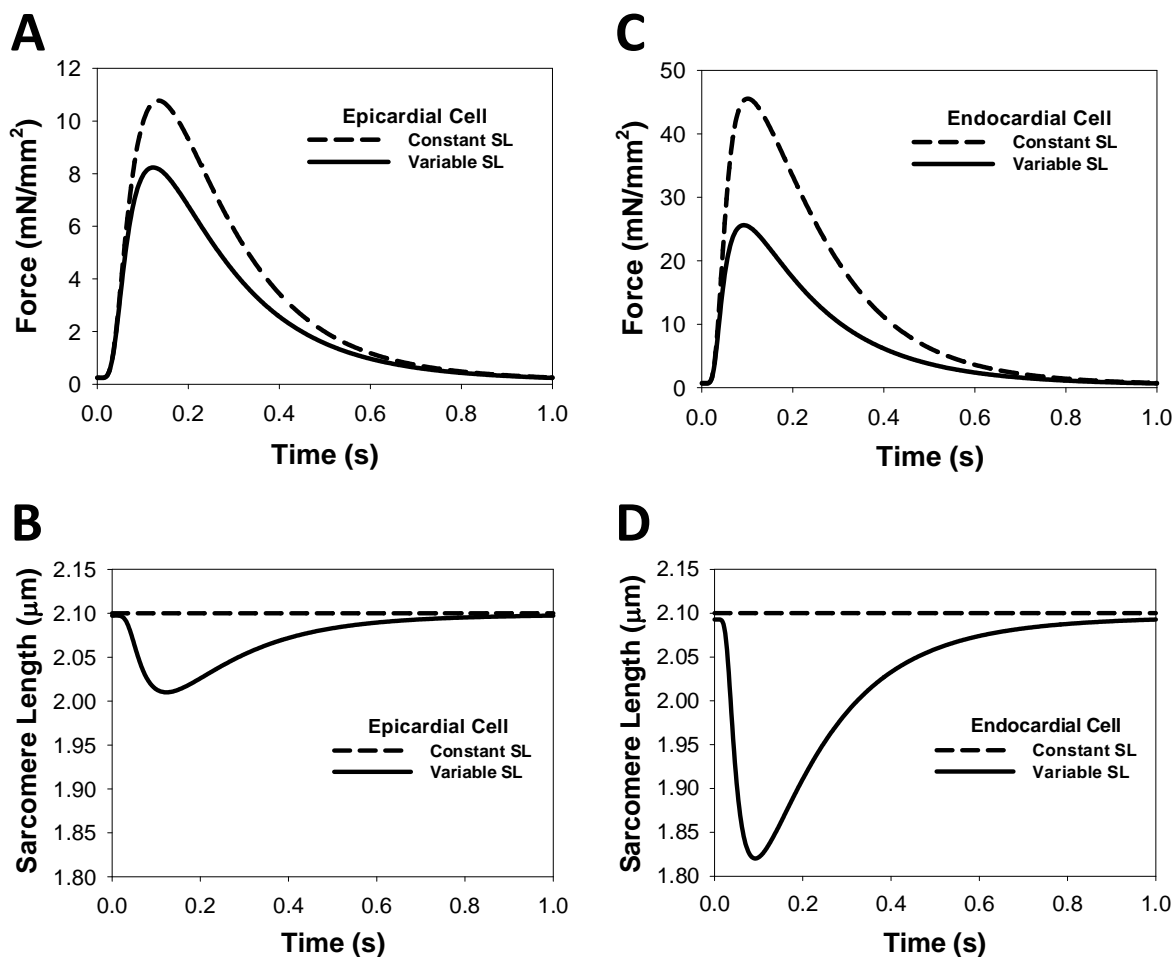 A
12
10
8
6
4
2
0
Force (mN/mm²)
Epicardial Cell
Constant SL
Variable SL
0.0 0.2 0.4 0.6 0.8 1.0
Time (s)
C
50
40
30
20
10
0
Force (mN/mm²)
Endocardial Cell
Constant SL
Variable SL
0.0 0.2 0.4 0.6 0.8 1.0
Time (s)
B
2.15
2.10
2.05
2.00
1.95
1.90
1.85
1.80
Sarcomere Length (μm)
Epicardial Cell
Constant SL
Variable SL
0.0 0.2 0.4 0.6 0.8 1.0
Time (s)
D
2.15
2.10
2.05
2.00
1.95
1.90
1.85
1.80
Sarcomere Length (μm)
Endocardial Cell
Constant SL
Variable SL
0.0 0.2 0.4 0.6 0.8 1.0
Time (s)